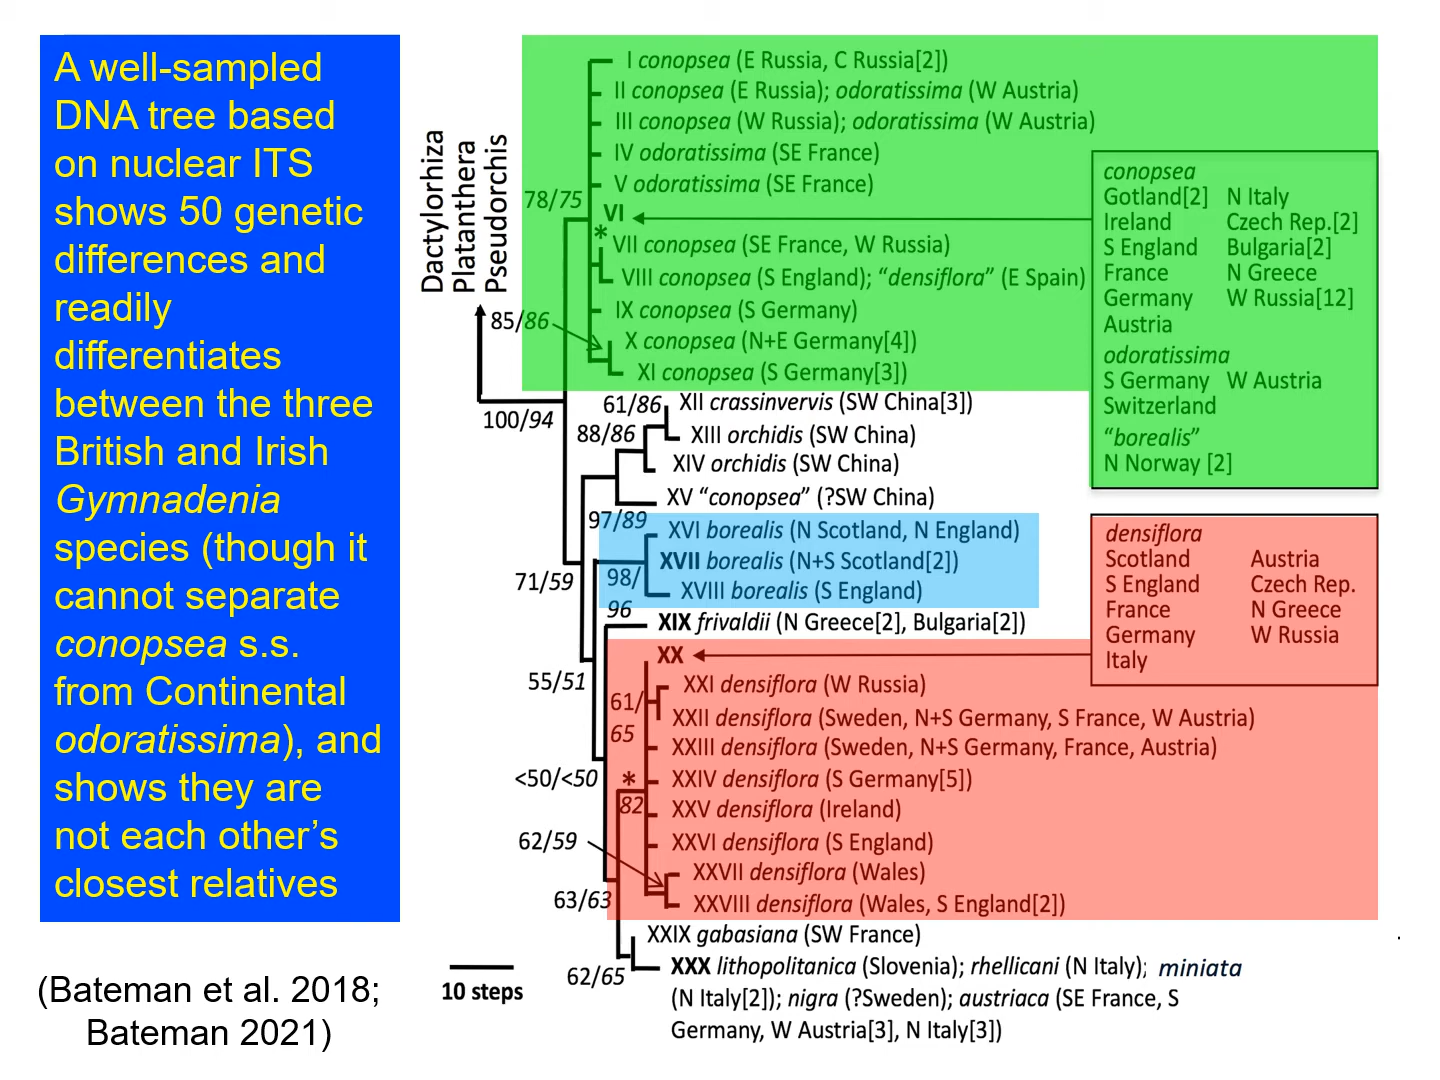 A well-sampled
DNA tree based
on nuclear ITS
shows 50 genetic
differences and
readily
differentiates
between the three
British and Irish
Gymnadenia
species (though it
cannot separate
conopsea s.s.
from Continental
odoratissima), and
shows they are
not each other’s
closest relatives
(Bateman et al. 2018;
Bateman 2021)
Dactylorhiza
Platanthera
Pseudorchis
I conopsea (E Russia, C Russia[2])
II conopsea (E Russia); odoratissima (W Austria)
III conopsea (W Russia); odoratissima (W Austria)
IV odoratissima (SE France)
V odoratissima (SE France)
78/75
VI
*
VII conopsea (SE France, W Russia)
VIII conopsea (S England); “densiflora” (E Spain)
IX conopsea (S Germany)
85/86
X conopsea (N+E Germany[4])
XI conopsea (S Germany[3])
conopsea
Gotland[2] N Italy
Ireland Czech Rep.[2]
S England Bulgaria[2]
France N Greece
Germany W Russia[12]
Austria
odoratissima
S Germany W Austria
Switzerland
“borealis”
N Norway [2]
100/94
61/86
XII crassinvervis (SW China[3])
88/86
XIII orchidis (SW China)
XIV orchidis (SW China)
XV “conopsea” (?SW China)
97/89
XVI borealis (N Scotland, N England)
XVII borealis (N+S Scotland[2])
98/
96
XVIII borealis (S England)
71/59
XIX frivaldii (N Greece[2], Bulgaria[2])
densiflora
Scotland Austria
S England Czech Rep.
France N Greece
Germany W Russia
Italy
XX
55/51
XXI densiflora (W Russia)
61/
65
XXII densiflora (Sweden, N+S Germany, S France, W Austria)
XXIII densiflora (Sweden, N+S Germany, France, Austria)
<50/<50
*
82
XXIV densiflora (S Germany[5])
XXV densiflora (Ireland)
XXVI densiflora (S England)
62/59
XXVII densiflora (Wales)
XXVIII densiflora (Wales, S England[2])
63/63
XXIX gabasiana (SW France)
62/65
XXX lithopolitanica (Slovenia); rhellicani (N Italy); miniata
(N Italy[2]); nigra (?Sweden); austriaca (SE France, S
Germany, W Austria[3], N Italy[3])
10 steps